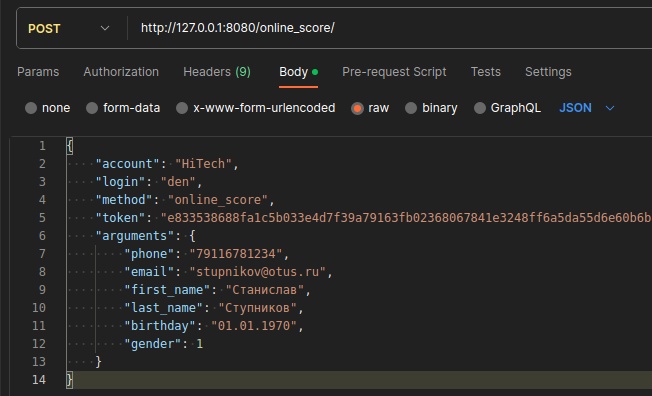 POST http://127.0.0.1:8080/online_score/
Params Authorization Headers (9) Body Pre-request Script Tests Settings
none form-data x-www-form-urlencoded raw binary GraphQL JSON
1 {
2 "account": "HiTech",
3 "login": "den",
4 "method": "online_score",
5 "token": "e833538688fa1c5b033e4d7f39a79163fb02368067841e3248ff6a5da55d6e60b6b
6 "arguments": {
7 "phone": "79116781234",
8 "email": "stupnikov@otus.ru",
9 "first_name": "Станислав",
10 "last_name": "Ступников",
11 "birthday": "01.01.1970",
12 "gender": 1
13 }
14 }